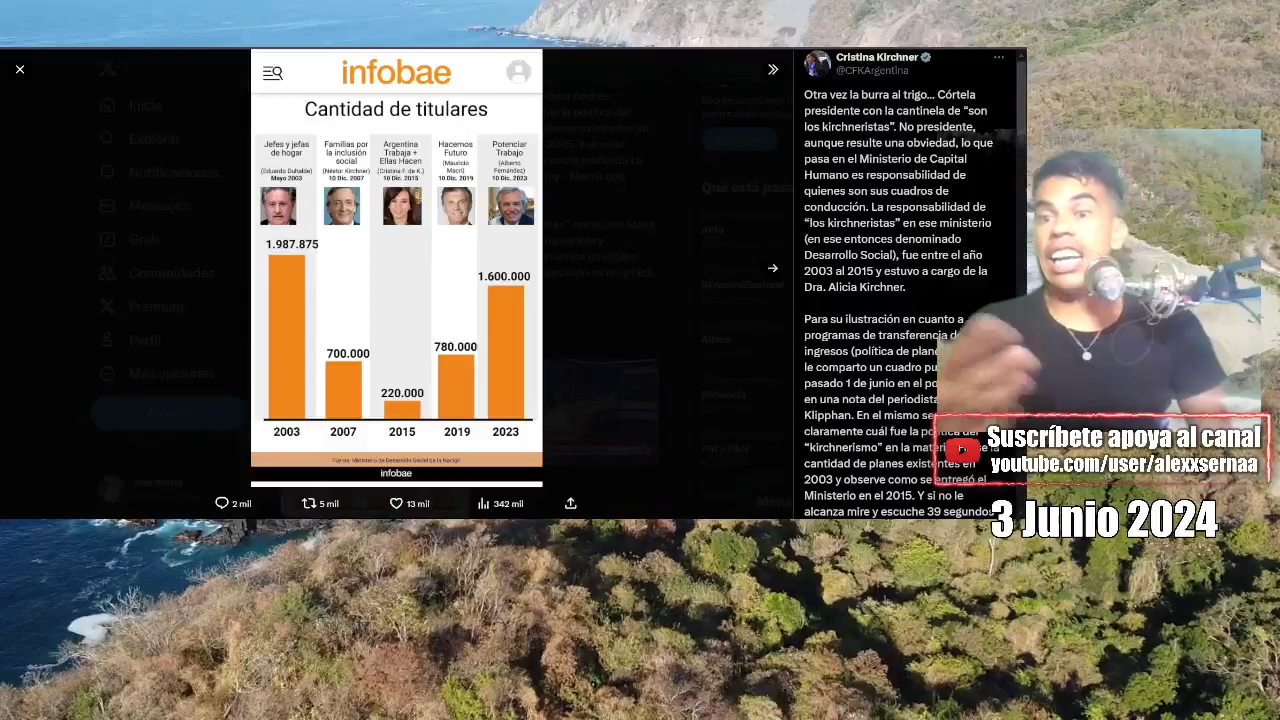 infobae
Cantidad de titulares
Jefes y jefas
de hogar
(Eduardo Duhalde)
Mayo 2003
Familias por
la inclusión
social
(Néstor Kirchner)
10 Dic. 2007
Argentina
Trabaja +
Ellas Hacen
(Cristina F. de K.)
10 Dic. 2015
Hacemos
Futuro
(Mauricio
Macri)
10 Dic. 2019
Potenciar
Trabajo
(Alberto
Fernández)
10 Dic. 2023
1.987.875
700.000
220.000
780.000
1.600.000
2003
2007
2015
2019
2023
Fuente: Ministerio de Desarrollo Social de la Nación
infobae
2 mil
5 mil
13 mil
342 mil
Inicio
Explorar
Notificaciones
Mensajes
Grok
Comunidades
Premium
Perfil
Más opciones
Cristina Kirchner
@CFKArgentina
Otra vez la burra al trigo... Córtela
presidente con la cantinela de “son
los kirchneristas”. No presidente,
aunque resulte una obviedad, lo que
pasa en el Ministerio de Capital
Humano es responsabilidad de
quienes son sus cuadros de
conducción. La responsabilidad de
“los kirchneristas” en ese ministerio
(en ese entonces denominado
Desarrollo Social), fue entre el año
2003 al 2015 y estuvo a cargo de la
Dra. Alicia Kirchner.
Para su ilustración en cuanto a
programas de transferencia de
ingresos (política de
le comparto un cuadro
pasado 1 de junio en el
en una nota del periodista
Klipphan. En el mismo
claramente cuál fue la
“kirchnerismo” en la
cantidad de planes existentes en
2003 y observe como se entregó el
Ministerio en el 2015. Y si no le
alcanza mire y escuche 39 segundos
Suscríbete apoya al canal
youtube.com/user/alexxsernaa
3 Junio 2024